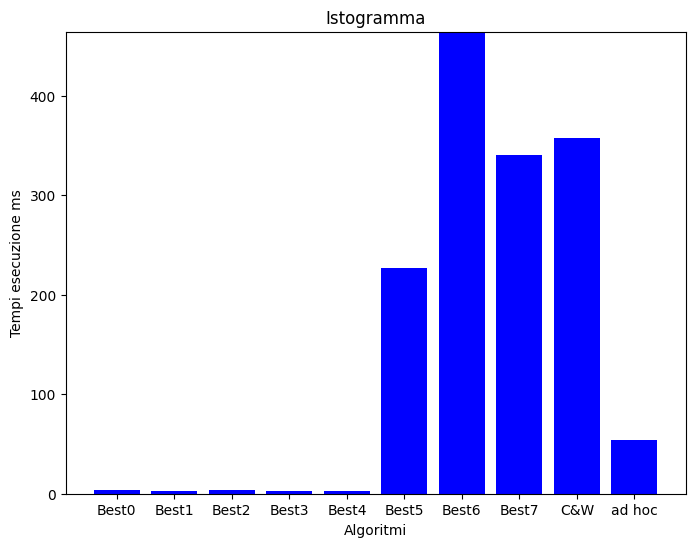 Istogramma
Tempi esecuzione ms
400
300
200
100
0
Best0 Best1 Best2 Best3 Best4 Best5 Best6 Best7 C&W ad hoc
Algoritmi